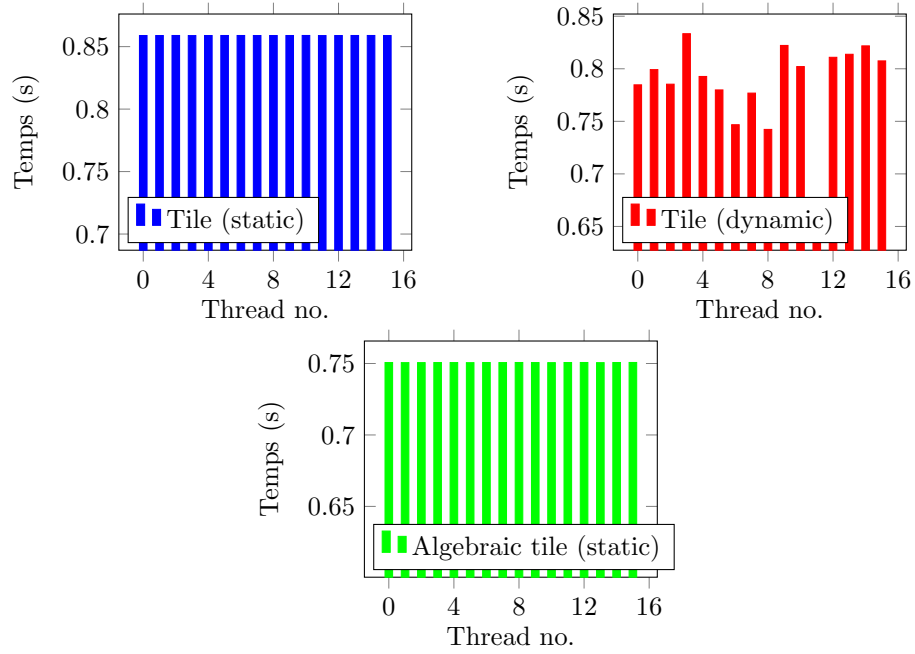 0.85
0.8
0.75
0.7
Temps (s)
Tile (static)
0 4 8 12 16
Thread no.
0.85
0.8
0.75
0.7
0.65
Temps (s)
Tile (dynamic)
0 4 8 12 16
Thread no.
0.75
0.7
0.65
Temps (s)
Algebraic tile (static)
0 4 8 12 16
Thread no.